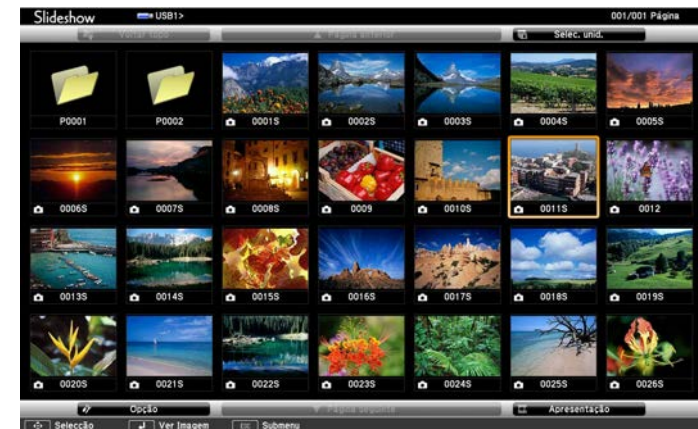 Slideshow USB1> 001/001 Página
Voltar topo Página anterior Selec. unid.
P0001 P0002 0001S 0002S 0003S 0004S 0005S
0006S 0007S 0008S 0009 0010S 0011S 0012
0013S 0014S 0015S 0016S 0017S 0018S 0019S
0020S 0021S 0022S 0023S 0024S 0025S 0026S
Opção Página seguinte Apresentação
Selecção Ver Imagem Esc Submenu